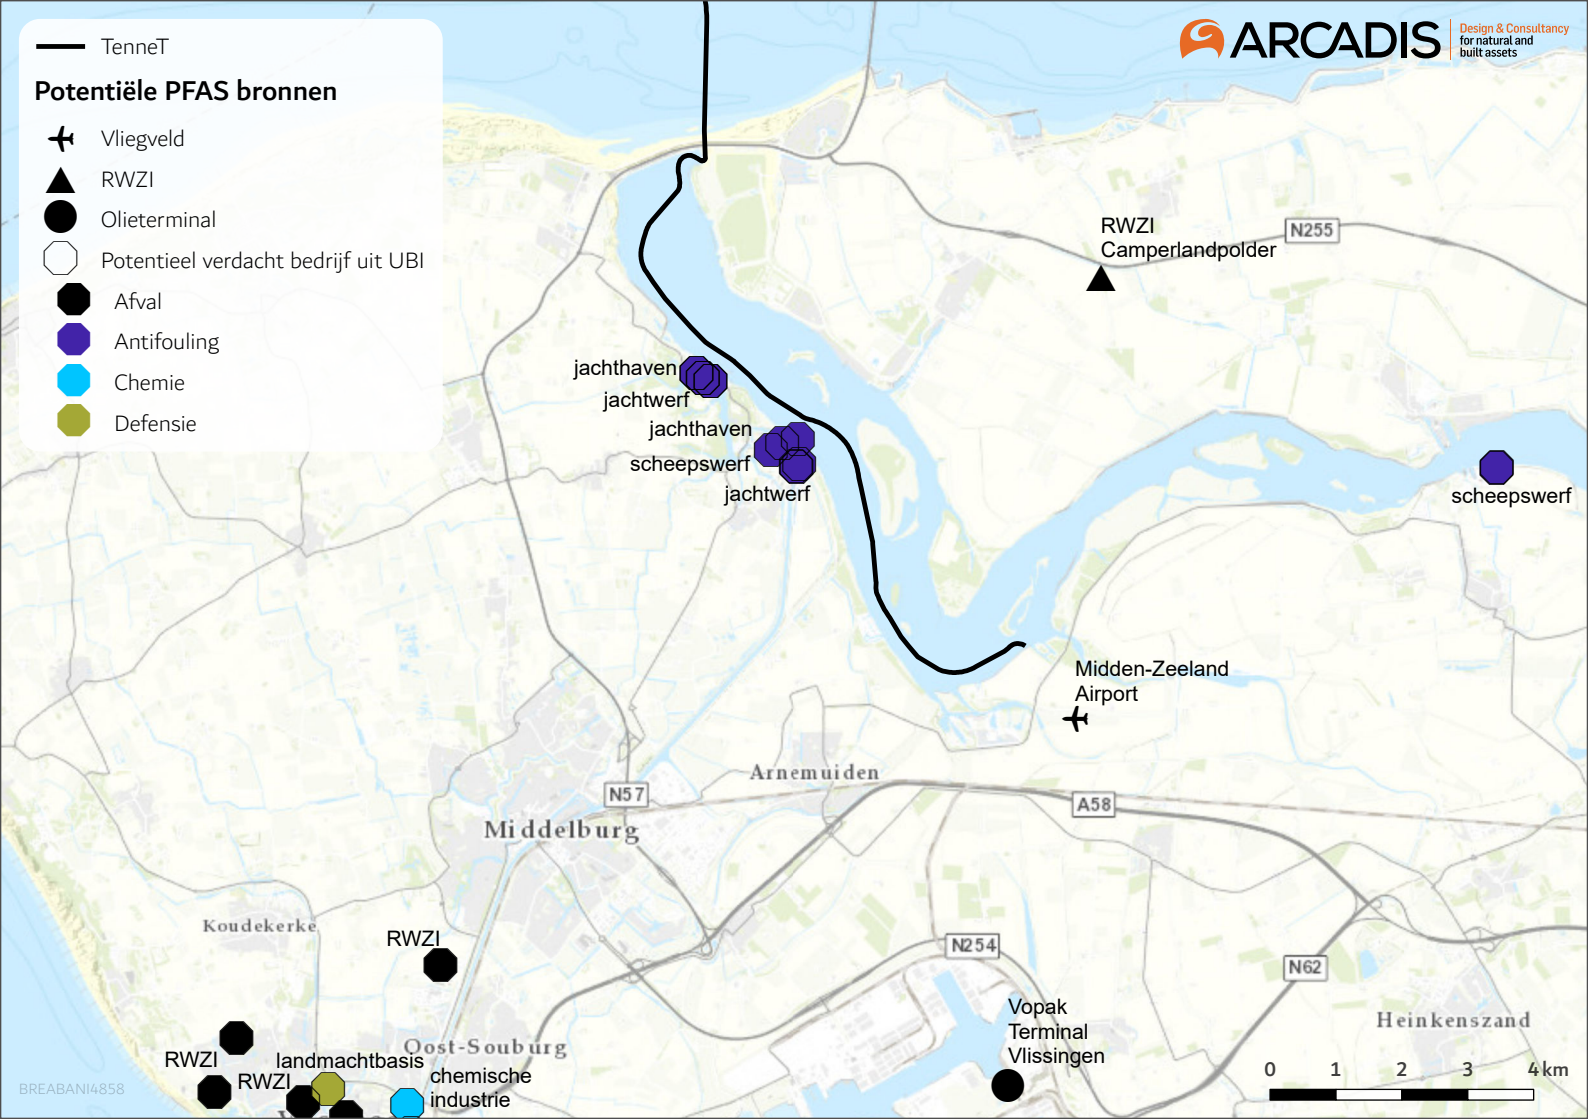 TenneT
Potentiële PFAS bronnen
Vliegveld
RWZI
Olieterminal
Potentieel verdacht bedrijf uit UBI
Afval
Antifouling
Chemie
Defensie
ARCADIS
Design & Consultancy
for natural and
built assets
RWZI
Camperlandpolder
N255
jachthaven
jachtwerf
jachthaven
scheepswerf
jachtwerf
scheepswerf
Midden-Zeeland
Airport
Arnemuiden
N57
A58
Middelburg
Koudekerke
RWZI
N254
N62
Vopak
Terminal
Vlissingen
Heinkenszand
Oost-Souburg
RWZI
landmachtbasis
RWZI
chemische
industrie
BREABANI4858
0 1 2 3 4 km